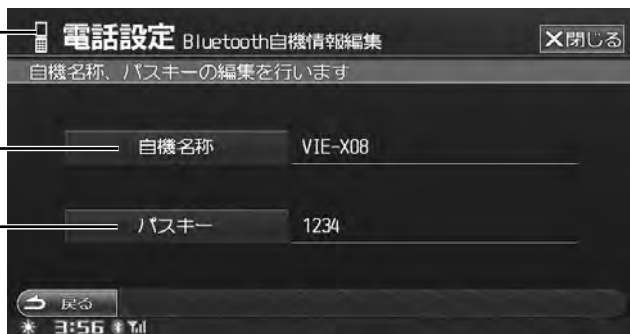 電話設定 Bluetooth自機情報編集
×閉じる
自機名称、パスキーの編集を行います
自機名称 VIE-X08
パスキー 1234
戻る
3:56